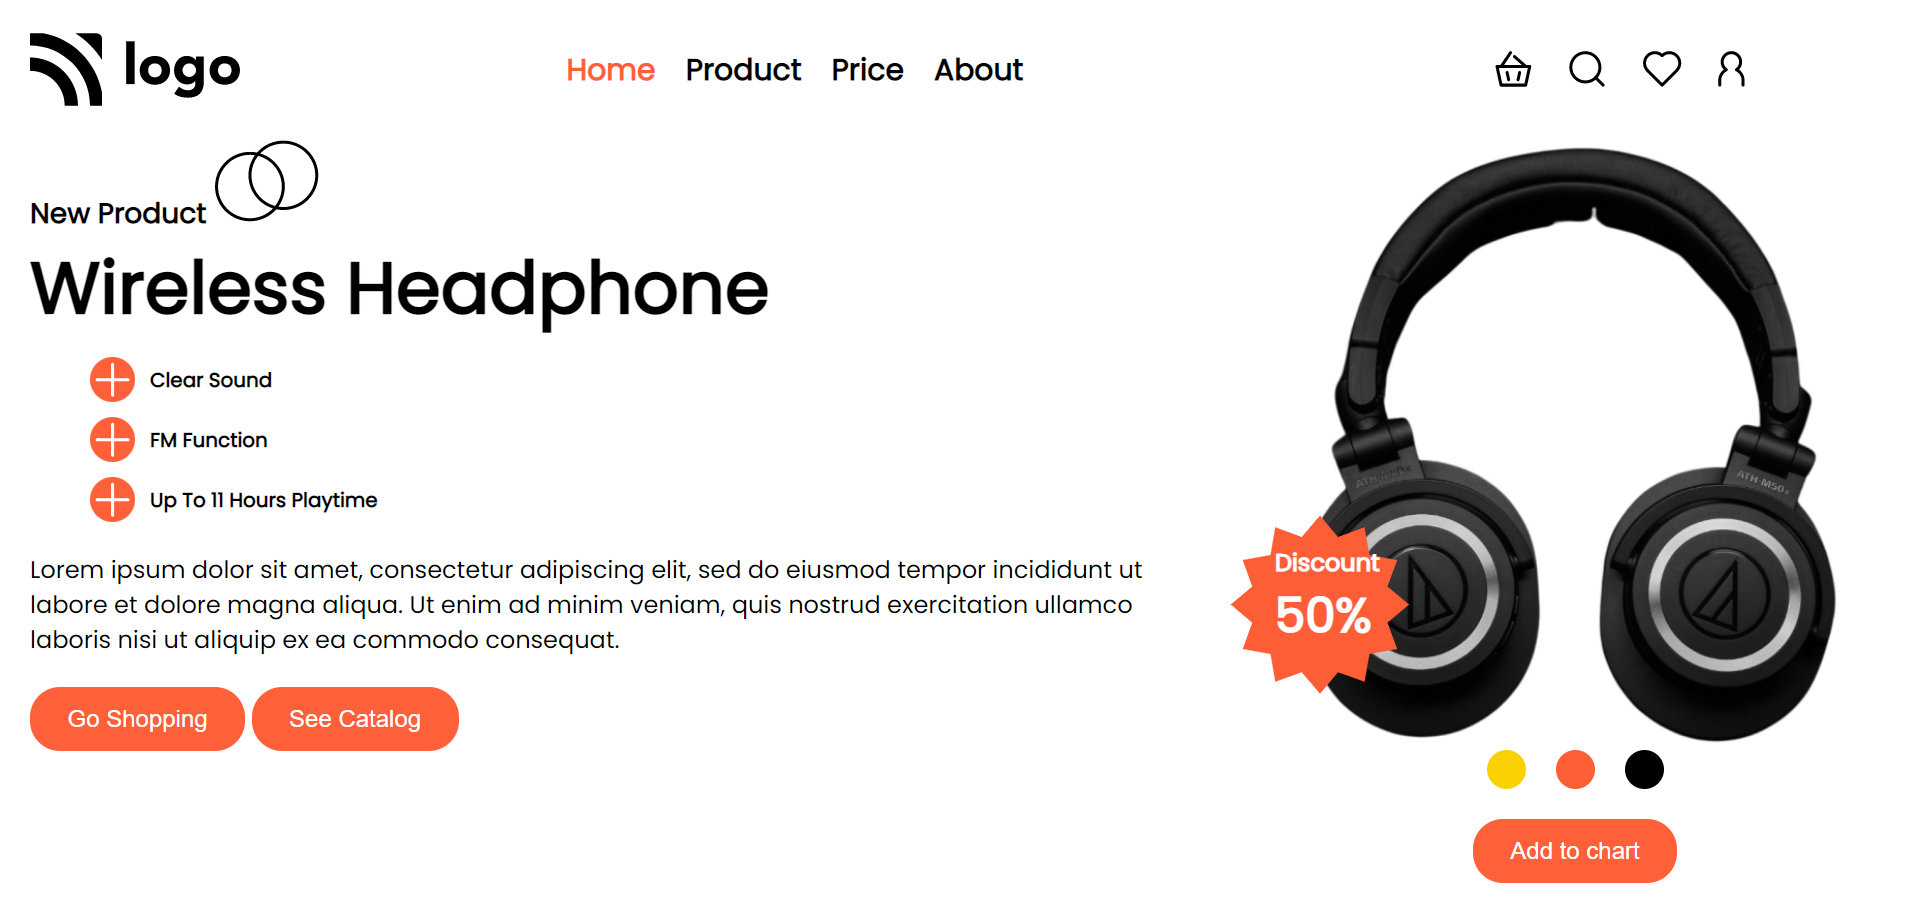 logo
Home Product Price About
New Product
Wireless Headphone
Clear Sound
FM Function
Up To 11 Hours Playtime
Lorem ipsum dolor sit amet, consectetur adipiscing elit, sed do eiusmod tempor incididunt ut
labore et dolore magna aliqua. Ut enim ad minim veniam, quis nostrud exercitation ullamco
laboris nisi ut aliquip ex ea commodo consequat.
Go Shopping See Catalog
ATH-M50x
ATH-M50x
Discount
50%
Add to chart